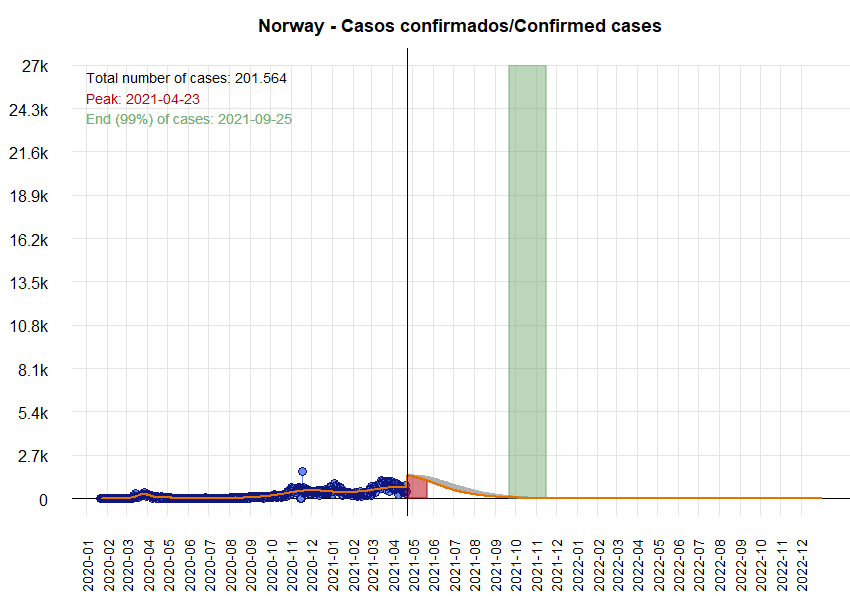 Norway - Casos confirmados/Confirmed cases
27k
Total number of cases: 201.564
Peak: 2021-04-23
24.3k
End (99%) of cases: 2021-09-25
21.6k
18.9k
16.2k
13.5k
10.8k
8.1k
5.4k
2.7k
0
2020-01
2020-02
2020-03
2020-04
2020-05
2020-06
2020-07
2020-08
2020-09
2020-10
2020-11
2020-12
2021-01
2021-02
2021-03
2021-04
2021-05
2021-06
2021-07
2021-08
2021-09
2021-10
2021-11
2021-12
2022-01
2022-02
2022-03
2022-04
2022-05
2022-06
2022-07
2022-08
2022-09
2022-10
2022-11
2022-12